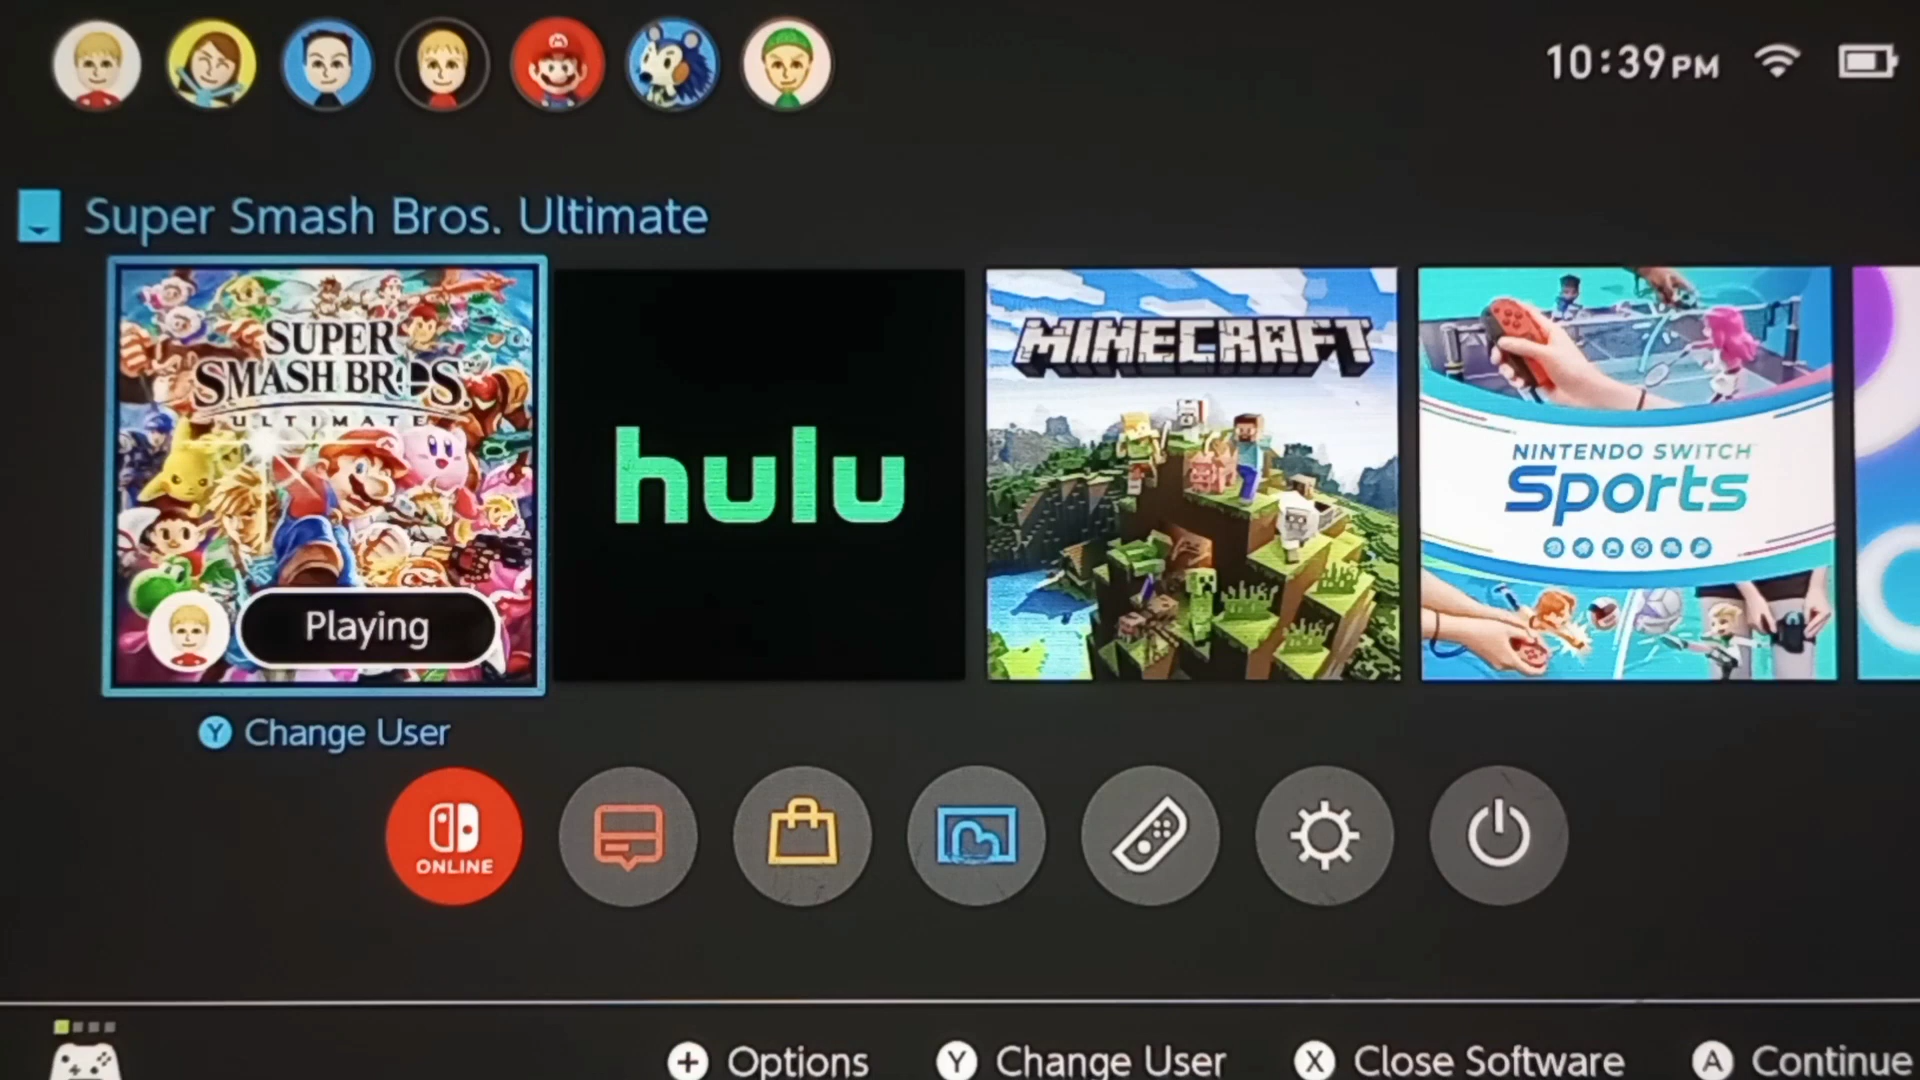 10:39 PM
Super Smash Bros. Ultimate
SUPER
SMASH BROS.™
ULTIMATE
Playing
hulu
MINECRAFT
NINTENDO SWITCH
Sports
Y Change User
ONLINE
+ Options Y Change User X Close Software A Continue